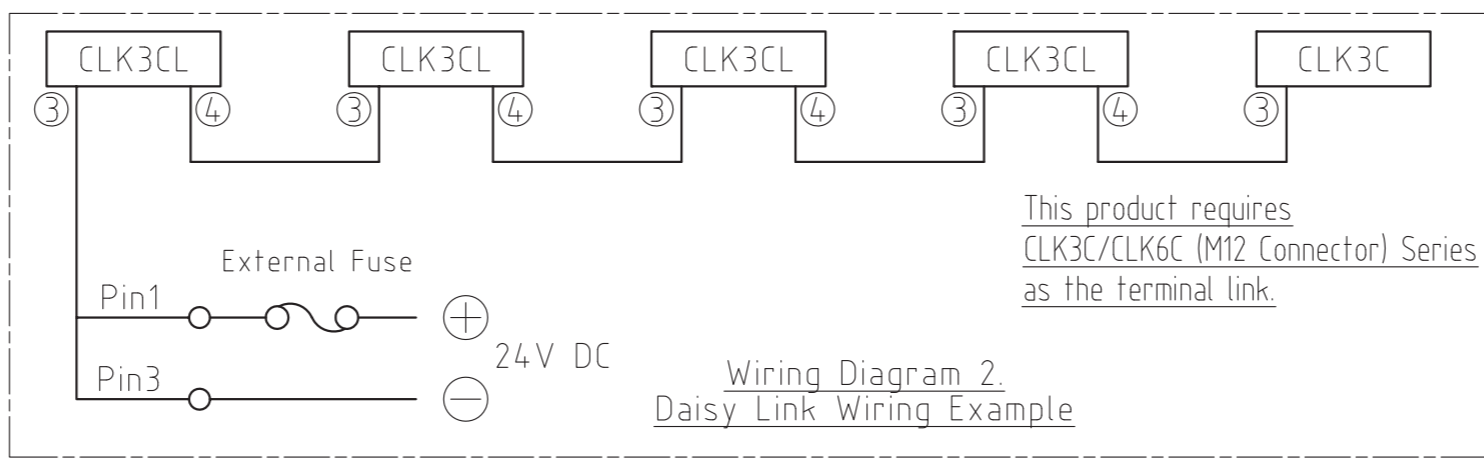 CLK3CL CLK3CL CLK3CL CLK3CL CLK3C
③ ④ ③ ④ ③ ④ ③ ④ ③
This product requires
CLK3C/CLK6C (M12 Connector) Series
as the terminal link.
External Fuse
Pin1 +
24V DC
Pin3 −
Wiring Diagram 2.
Daisy Link Wiring Example